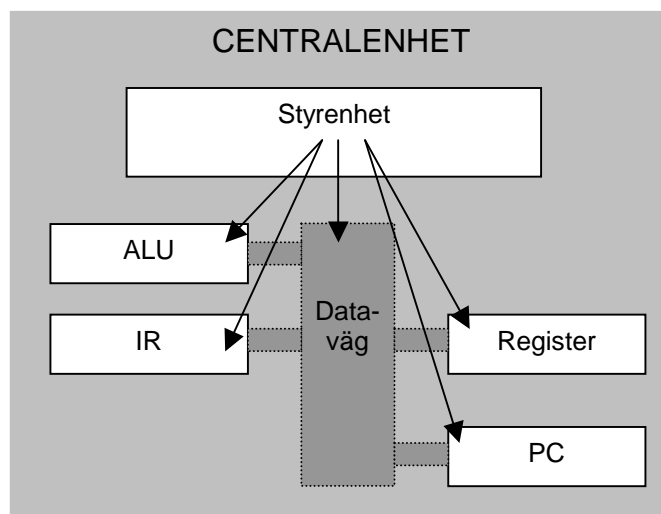 CENTRALENHET
Styrenhet
ALU
Data-
väg
IR
Register
PC